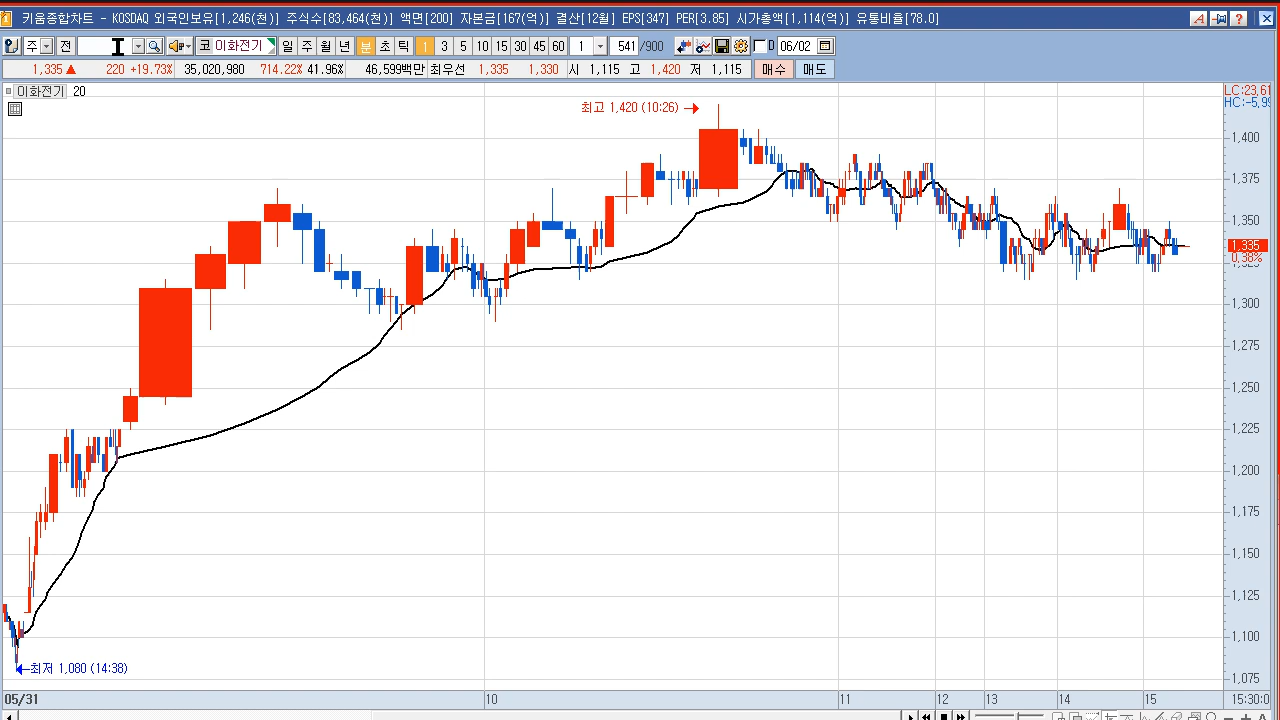 키움종합차트 - KOSDAQ 외국인보유[1,246(천)] 주식수[83,464(천)] 액면[200] 자본금[167(억)] 결산[12월] EPS[347] PER[3.85] 시가총액[1,114(억)] 유통비율[78.0]
주 전 코 이화전기 일 주 월 년 분 초 틱 1 3 5 10 15 30 45 60 1 541 /900 D 06/02
1,335 ▲ 220 +19.73% 35,020,980 714.22% 41.96% 46,599백만 최우선 1,335 1,330 시 1,115 고 1,420 저 1,115 매수 매도
이화전기 20
LC:23,61
HC:-5,99
최고 1,420 (10:26) →
1,400
1,375
1,350
1,335
0.38%
1,325
1,300
1,275
1,250
1,225
1,200
1,175
1,150
1,125
1,100
←최저 1,080 (14:38)
1,075
05/31 10 11 12 13 14 15 15:30:0